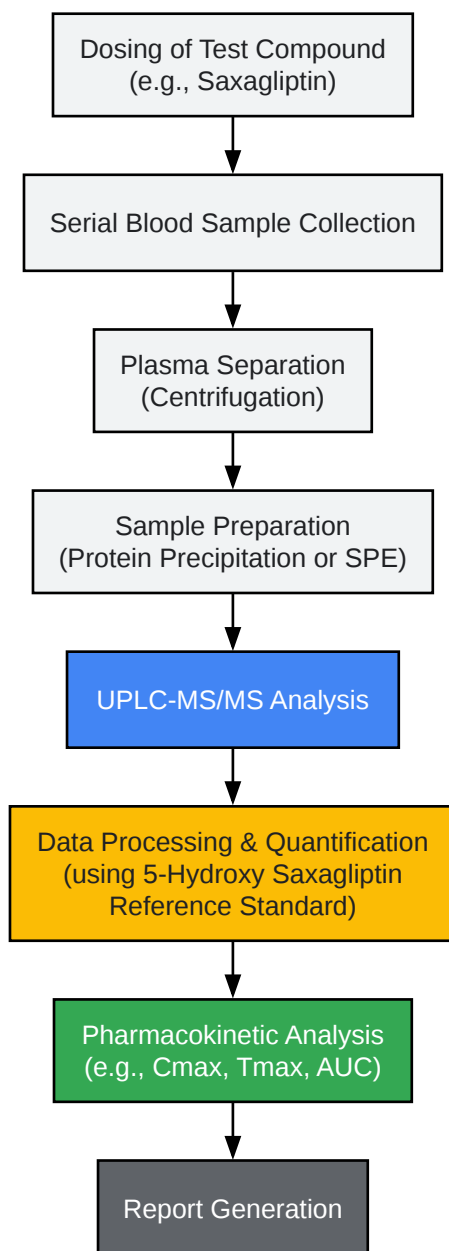 Dosing of Test Compound
(e.g., Saxagliptin)
Serial Blood Sample Collection
Plasma Separation
(Centrifugation)
Sample Preparation
(Protein Precipitation or SPE)
UPLC-MS/MS Analysis
Data Processing & Quantification
(using 5-Hydroxy Saxagliptin
Reference Standard)
Pharmacokinetic Analysis
(e.g., Cmax, Tmax, AUC)
Report Generation